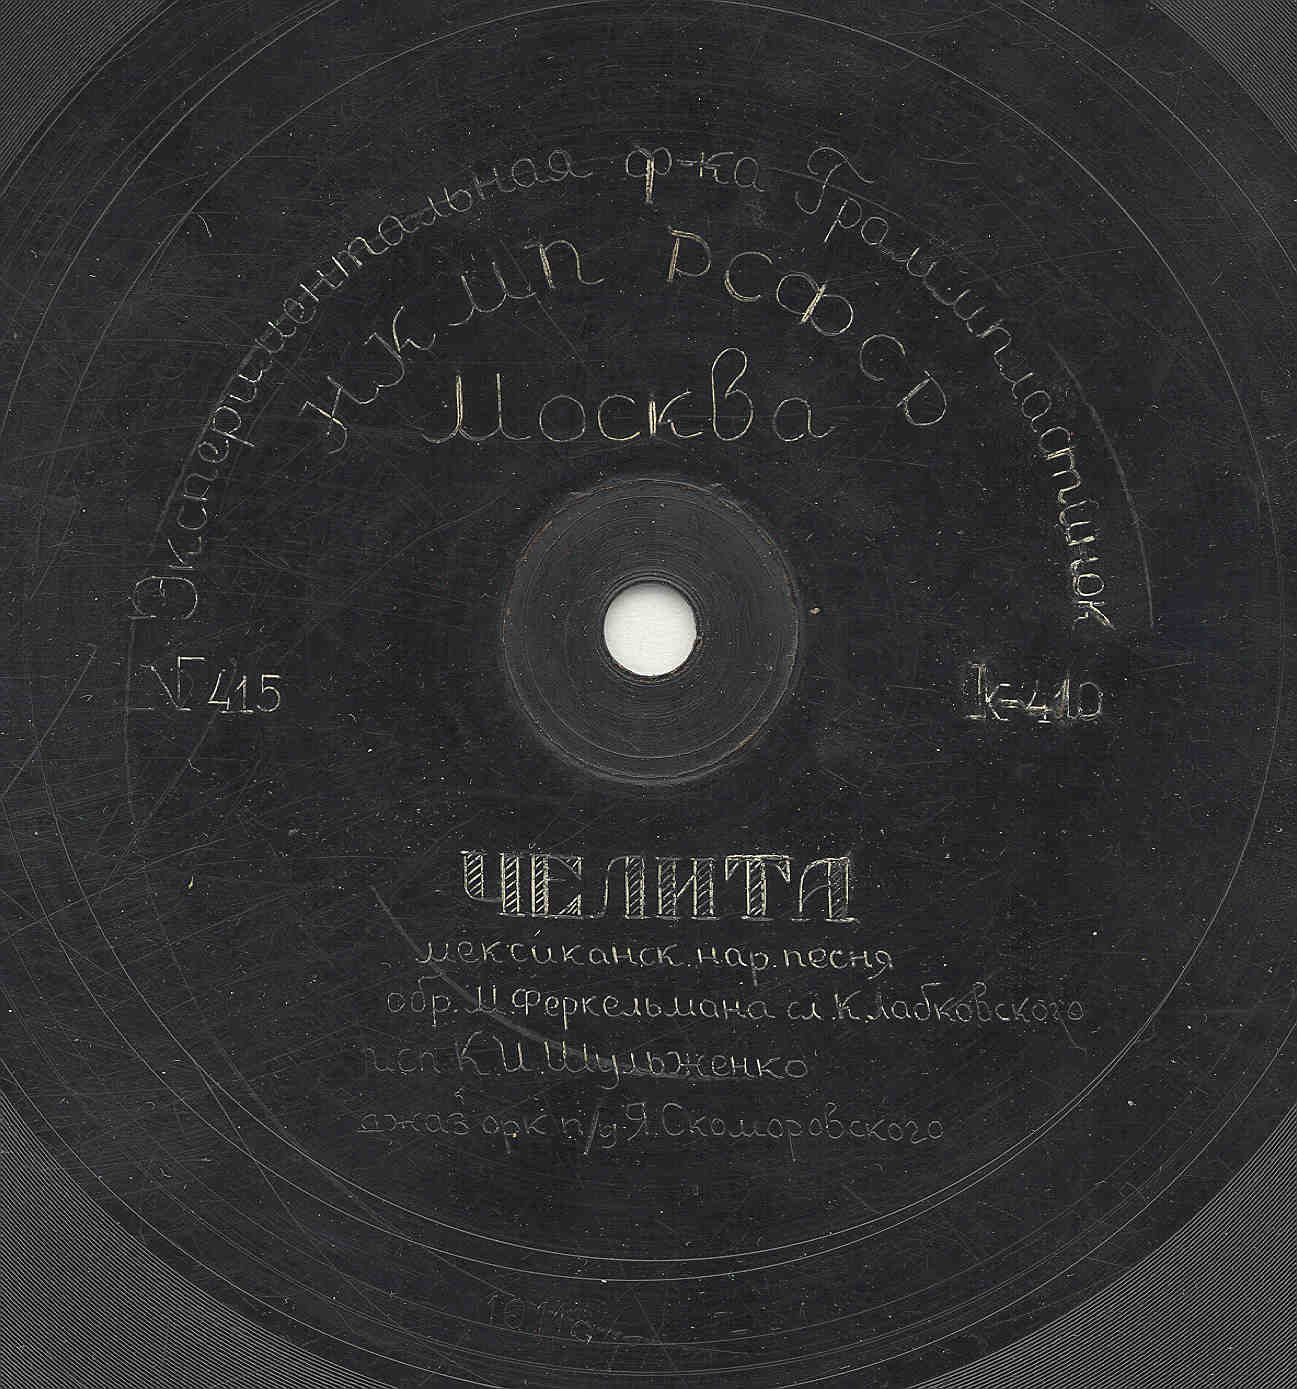 Экспериментальная ф-ка Грампластинок
НКМП РСФСР
Москва
№ 415
К-410
ЧЕЛИТА
мексиканск. нар. песня
обр. М. Феркельмана сл. К. Лабковского
исп К. И. Шульженко
джаз орк п/у Я. Скоморовского